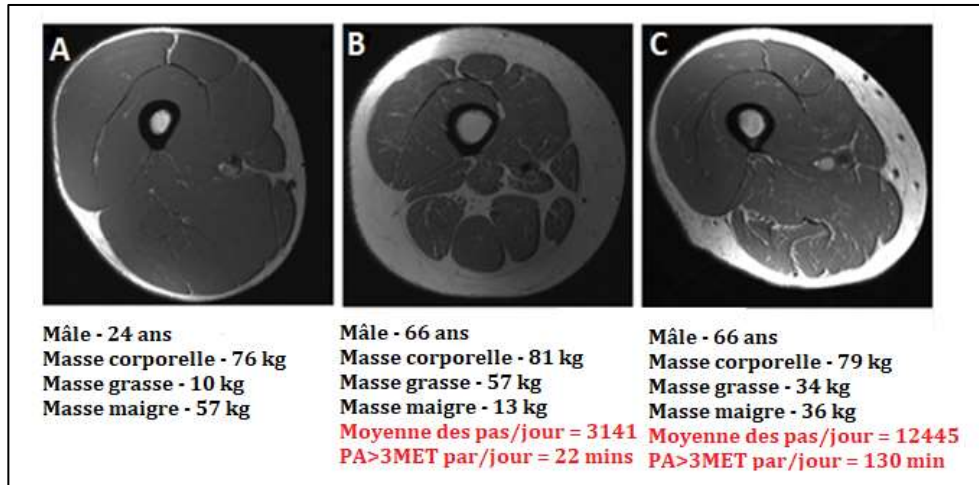 A
B
C
Mâle - 24 ans
Masse corporelle - 76 kg
Masse grasse - 10 kg
Masse maigre - 57 kg
Mâle - 66 ans
Masse corporelle - 81 kg
Masse grasse - 57 kg
Masse maigre - 13 kg
Moyenne des pas/jour = 3141
PA>3MET par/jour = 22 mins
Mâle - 66 ans
Masse corporelle - 79 kg
Masse grasse - 34 kg
Masse maigre - 36 kg
Moyenne des pas/jour = 12445
PA>3MET par/jour = 130 min